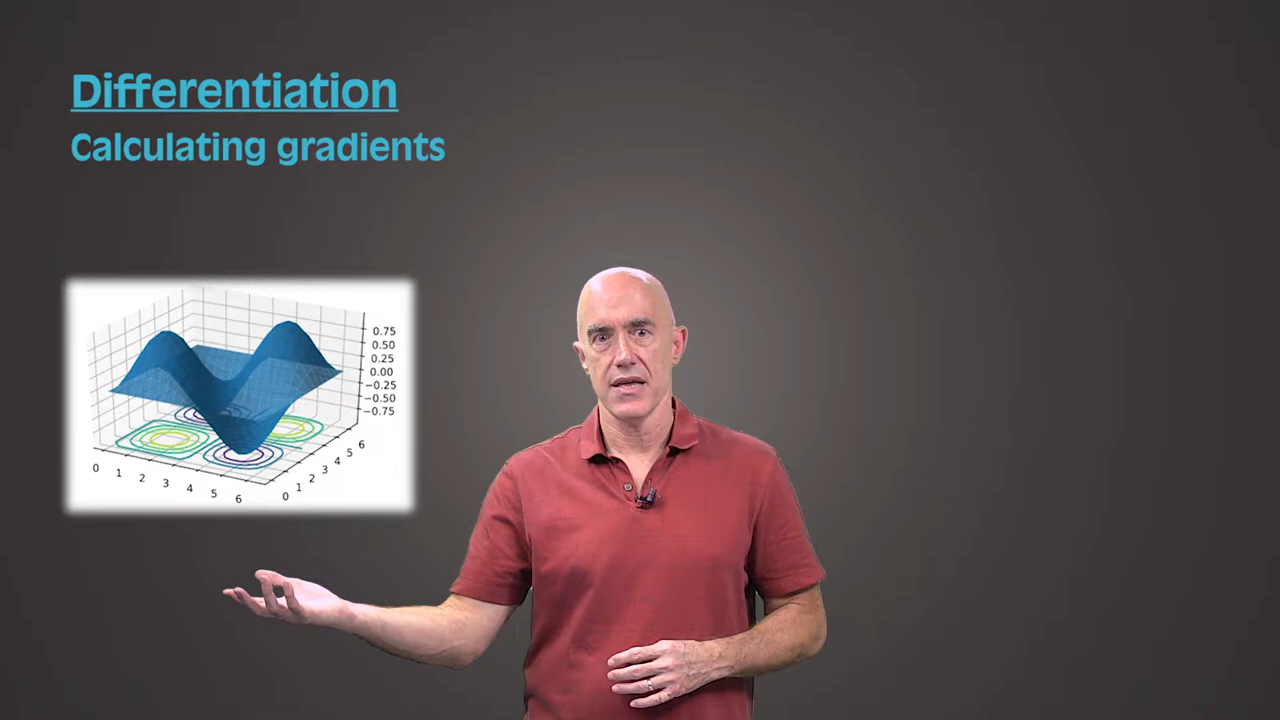 Differentiation
Calculating gradients
0.75
0.50
0.25
0.00
−0.25
−0.50
−0.75
0 1 2 3 4 5 6
0 1 2 3 4 5 6